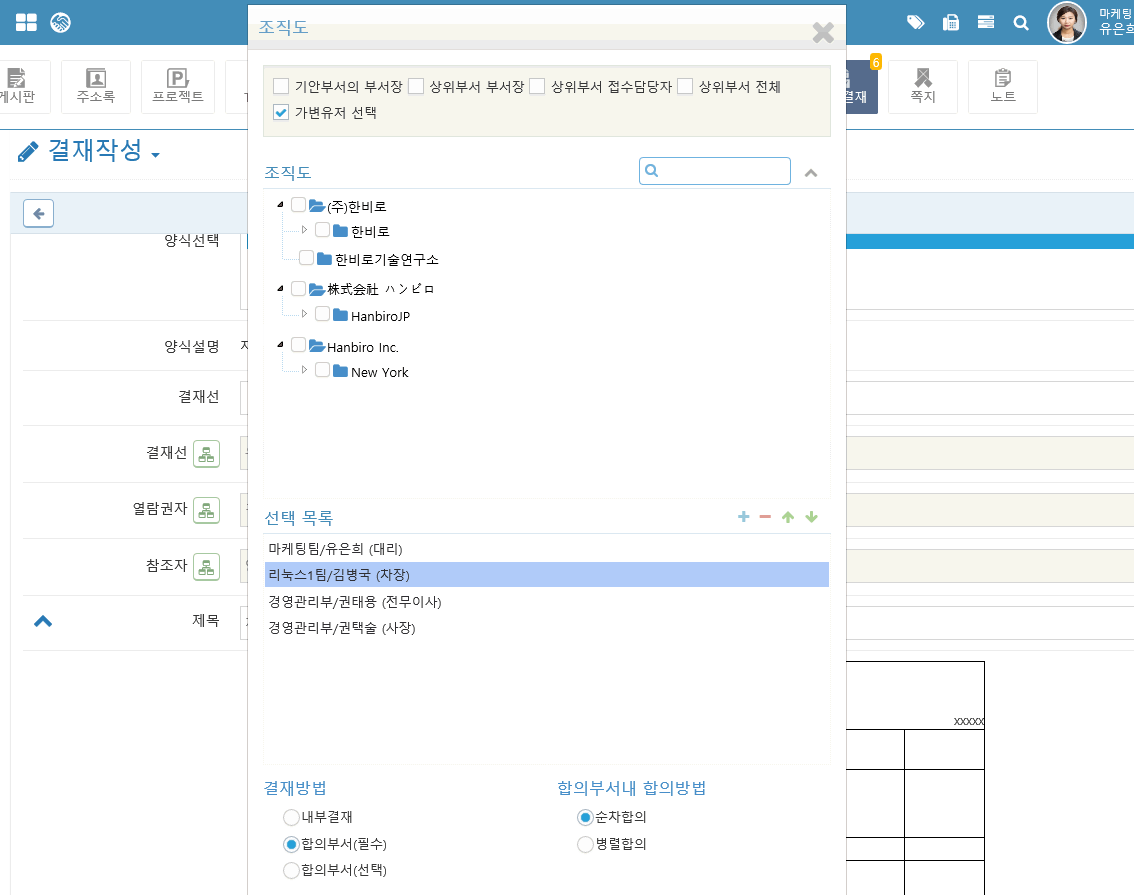 조직도
마케팅
유은희
게시판
주소록
프로젝트
결재
6
쪽지
노트
기안부서의 부서장 상위부서 부서장 상위부서 접수담당자 상위부서 전체
가변유저 선택
결재작성
조직도
(주)한비로
한비로
한비로기술연구소
株式会社 ハンビロ
HanbiroJP
Hanbiro Inc.
New York
양식선택
양식설명
결재선
결재선
열람권자
참조자
제목
선택 목록
마케팅팀/유은희 (대리)
리눅스1팀/김병국 (차장)
경영관리부/권태용 (전무이사)
경영관리부/권택술 (사장)
xxxxx
결재방법 합의부서내 합의방법
내부결재 순차합의
합의부서(필수) 병렬합의
합의부서(선택)